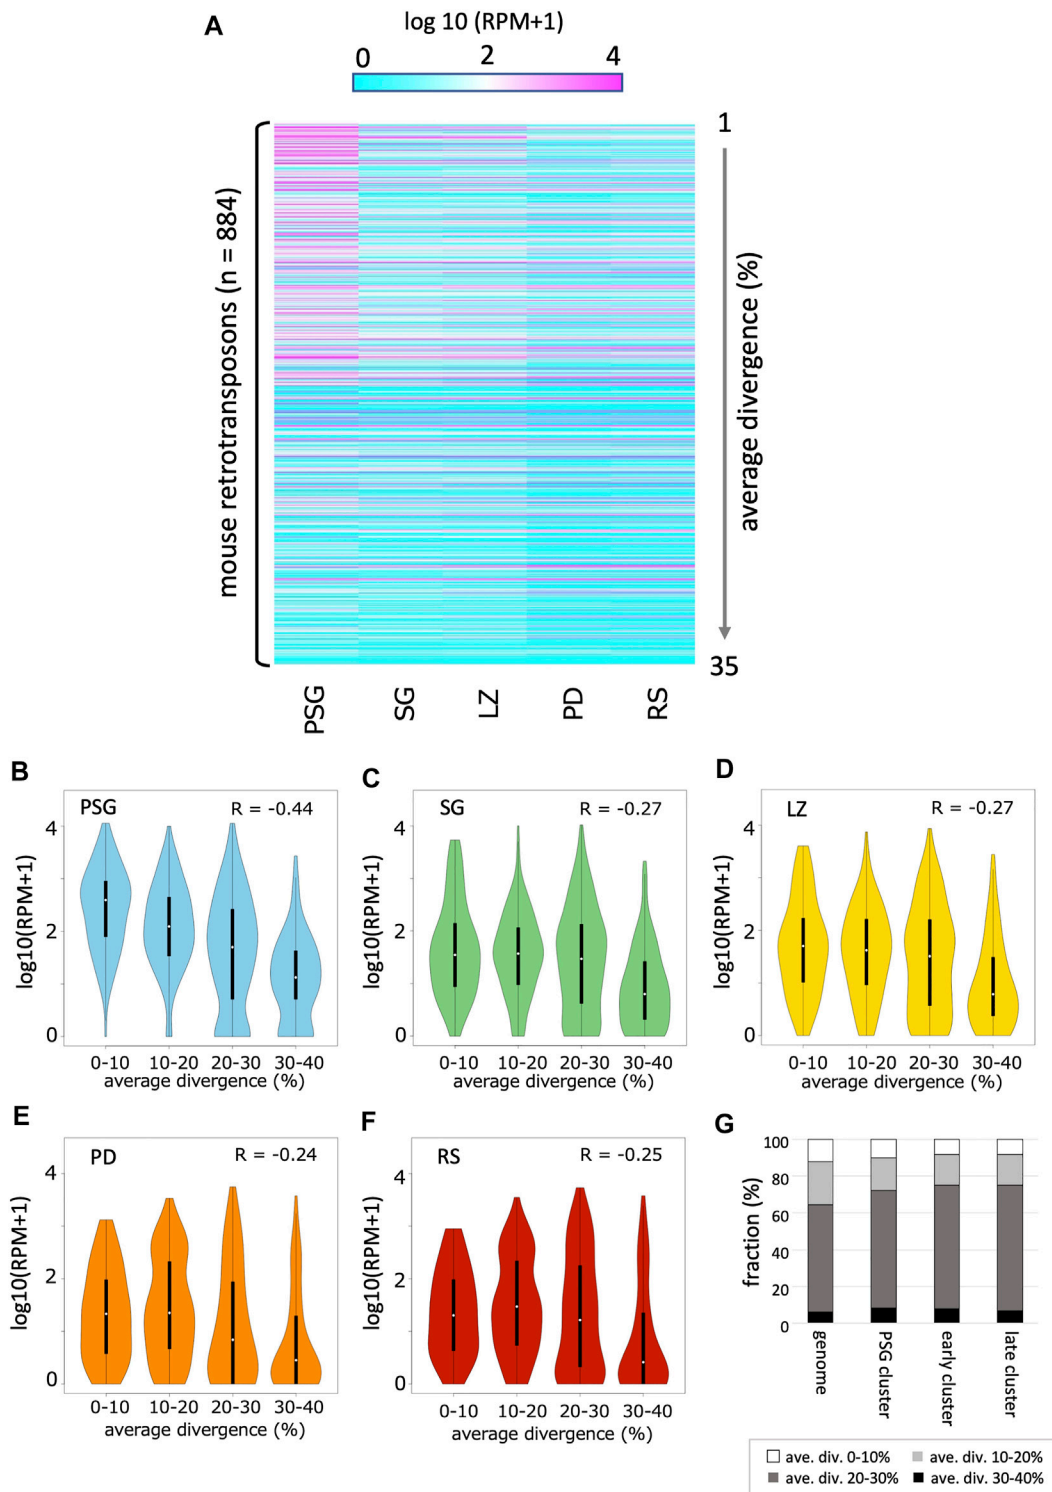 A
log 10 (RPM+1)
0 2 4
mouse retrotransposons (n = 884)
1
average divergence (%)
35
PSG SG LZ PD RS
B
PSG R = -0.44
log10(RPM+1)
4
2
0
0-10 10-20 20-30 30-40
average divergence (%)
C
SG R = -0.27
log10(RPM+1)
4
2
0
0-10 10-20 20-30 30-40
average divergence (%)
D
LZ R = -0.27
log10(RPM+1)
4
2
0
0-10 10-20 20-30 30-40
average divergence (%)
E
PD R = -0.24
log10(RPM+1)
4
2
0
0-10 10-20 20-30 30-40
average divergence (%)
F
RS R = -0.25
log10(RPM+1)
4
2
0
0-10 10-20 20-30 30-40
average divergence (%)
G
fraction (%)
100
80
60
40
20
0
genome
PSG cluster
early cluster
late cluster
ave. div. 0-10% ave. div. 10-20%
ave. div. 20-30% ave. div. 30-40%